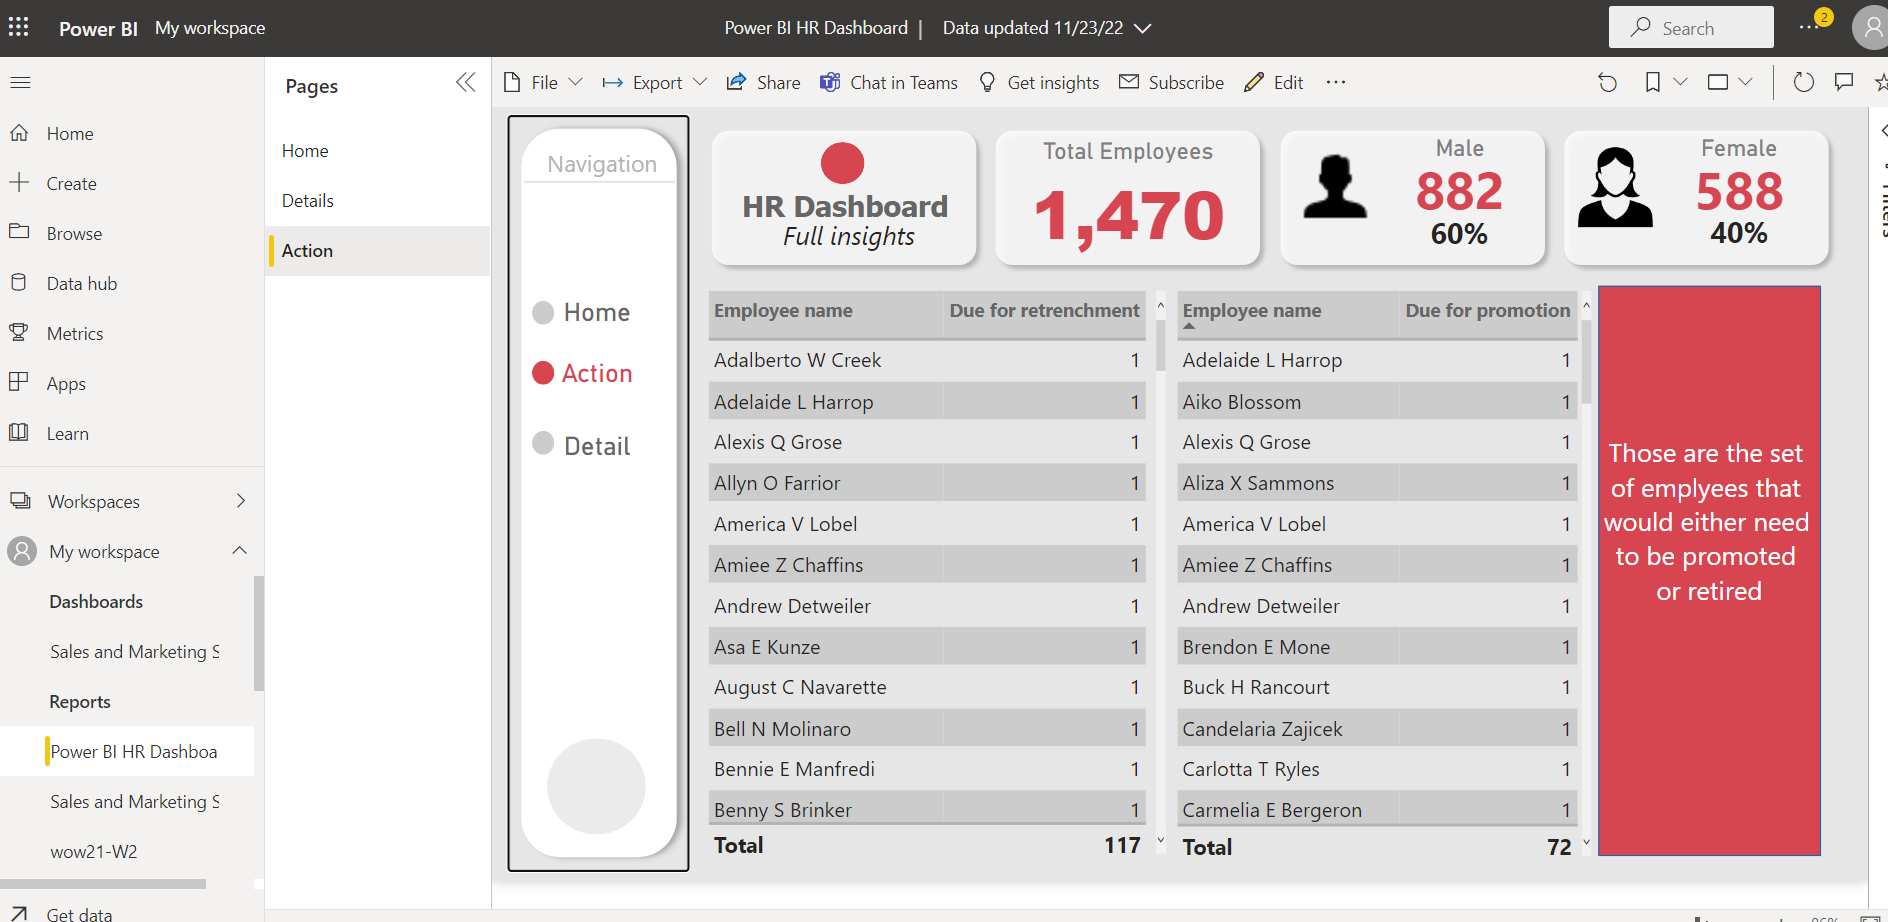 Power BI My workspace
Power BI HR Dashboard | Data updated 11/23/22
Search
2
Home
Create
Browse
Data hub
Metrics
Apps
Learn
Workspaces
My workspace
Dashboards
Sales and Marketing S
Reports
Power BI HR Dashboa
Sales and Marketing S
wow21-W2
Get data
Pages
Home
Details
Action
File Export Share Chat in Teams Get insights Subscribe Edit
Navigation
Home
Action
Detail
HR Dashboard
Full insights
Total Employees
1,470
Male
882
60%
Female
588
40%
Filters
Employee name Due for retrenchment
Adalberto W Creek 1
Adelaide L Harrop 1
Alexis Q Grose 1
Allyn O Farrior 1
America V Lobel 1
Amiee Z Chaffins 1
Andrew Detweiler 1
Asa E Kunze 1
August C Navarette 1
Bell N Molinaro 1
Bennie E Manfredi 1
Benny S Brinker 1
Total 117
Employee name Due for promotion
Adelaide L Harrop 1
Aiko Blossom 1
Alexis Q Grose 1
Aliza X Sammons 1
America V Lobel 1
Amiee Z Chaffins 1
Andrew Detweiler 1
Brendon E Mone 1
Buck H Rancourt 1
Candelaria Zajicek 1
Carlotta T Ryles 1
Carmelia E Bergeron 1
Total 72
Those are the set
of emplyees that
would either need
to be promoted
or retired